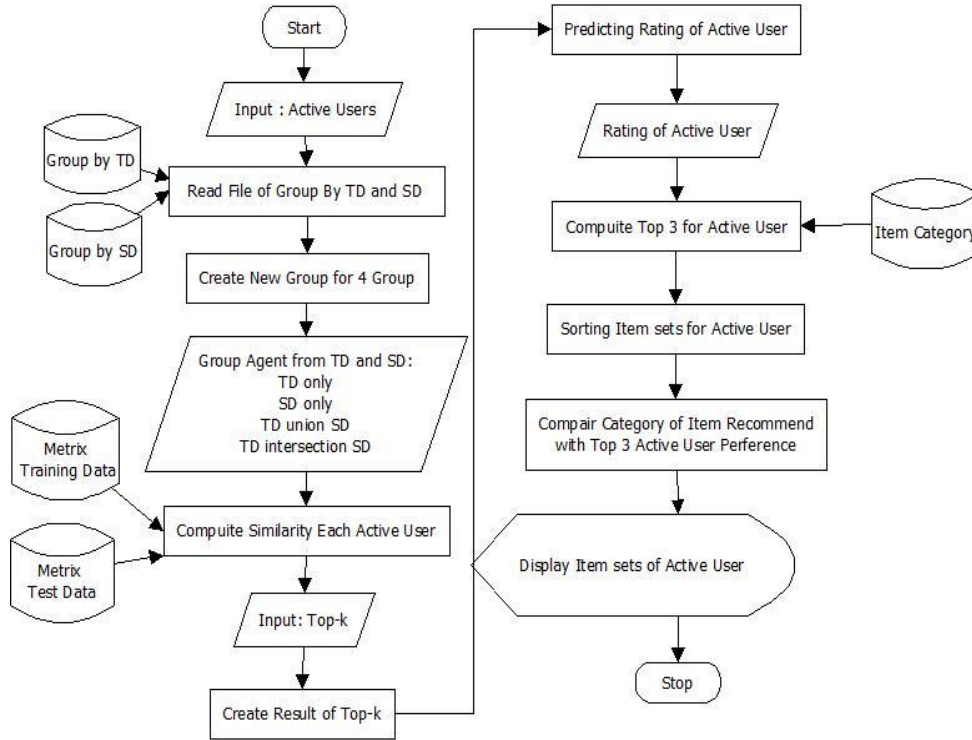 Start
Input : Active Users
Group by TD
Group by SD
Read File of Group By TD and SD
Create New Group for 4 Group
Group Agent from TD and SD:
TD only
SD only
TD union SD
TD intersection SD
Metrix
Training Data
Metrix
Test Data
Compuite Similarity Each Active User
Input: Top-k
Create Result of Top-k
Predicting Rating of Active User
Rating of Active User
Compuite Top 3 for Active User
Item Category
Sorting Item sets for Active User
Compair Category of Item Recommend
with Top 3 Active User Perference
Display Item sets of Active User
Stop